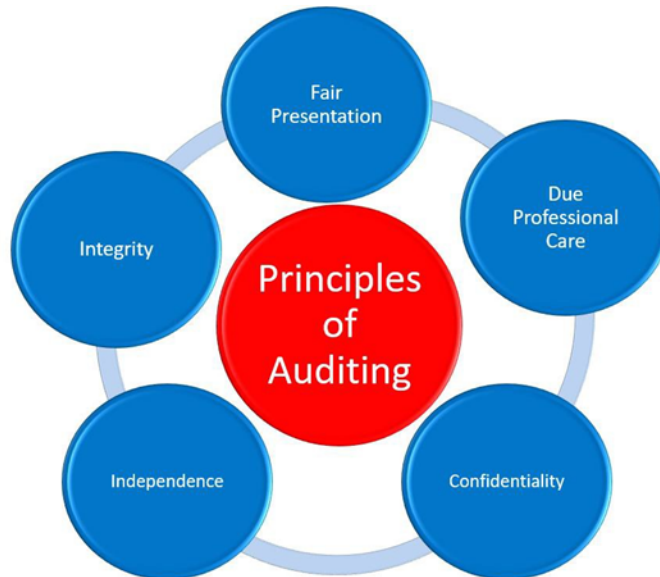 Fair
Presentation
Due
Professional
Care
Integrity
Principles
of
Auditing
Independence
Confidentiality